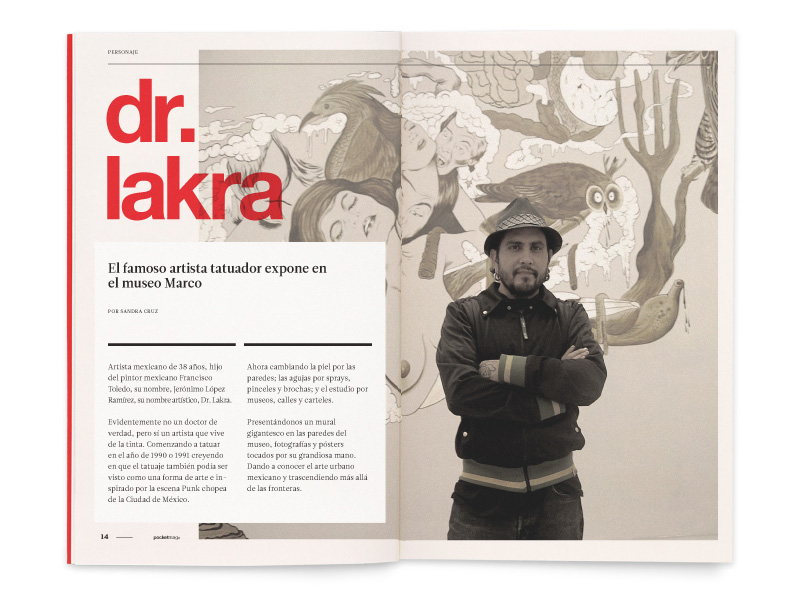 PERSONAJE
dr.
lakra
El famoso artista tatuador expone en
el museo Marco
POR SANDRA CRUZ
Artista mexicano de 38 años, hijo
del pintor mexicano Francisco
Toledo, su nombre, Jerónimo López
Ramírez, su nombre artístico, Dr. Lakra.
Evidentemente no un doctor de
verdad, pero sí un artista que vive
de la tinta. Comenzando a tatuar
en el año de 1990 o 1991 creyendo
en que el tatuaje también podía ser
visto como una forma de arte e in-
spirado por la escena Punk chopea
de la Ciudad de México.
Ahora cambiando la piel por las
paredes; las agujas por sprays,
pinceles y brochas; y el estudio por
museos, calles y carteles.
Presentándonos un mural
gigantesco en las paredes del
museo, fotografías y pósters
tocados por su grandiosa mano.
Dando a conocer el arte urbano
mexicano y trascendiendo más allá
de las fronteras.
14
pocketmag